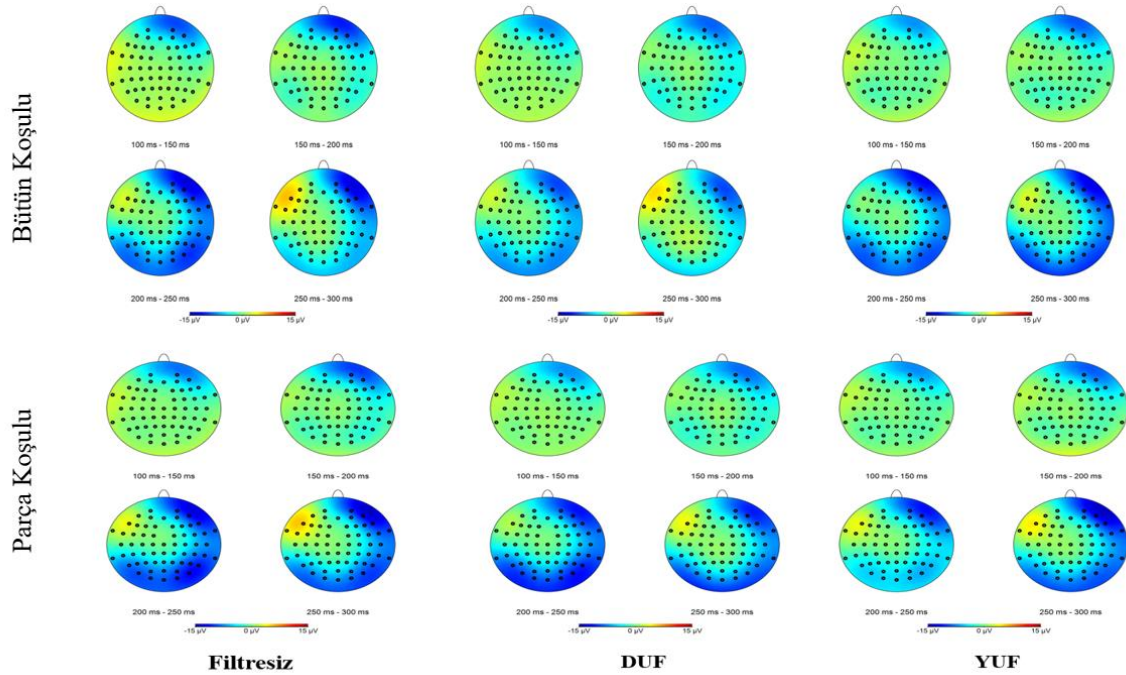 Bütün Koşulu
100 ms - 150 ms 150 ms - 200 ms 100 ms - 150 ms 150 ms - 200 ms 100 ms - 150 ms 150 ms - 200 ms
200 ms - 250 ms 250 ms - 300 ms 200 ms - 250 ms 250 ms - 300 ms 200 ms - 250 ms 250 ms - 300 ms
-15 µV 0 µV 15 µV -15 µV 0 µV 15 µV -15 µV 0 µV 15 µV
Parça Koşulu
100 ms - 150 ms 150 ms - 200 ms 100 ms - 150 ms 150 ms - 200 ms 100 ms - 150 ms 150 ms - 200 ms
200 ms - 250 ms 250 ms - 300 ms 200 ms - 250 ms 250 ms - 300 ms 200 ms - 250 ms 250 ms - 300 ms
-15 µV 0 µV 15 µV -15 µV 0 µV 15 µV -15 µV 0 µV 15 µV
Filtresiz DUF YUF